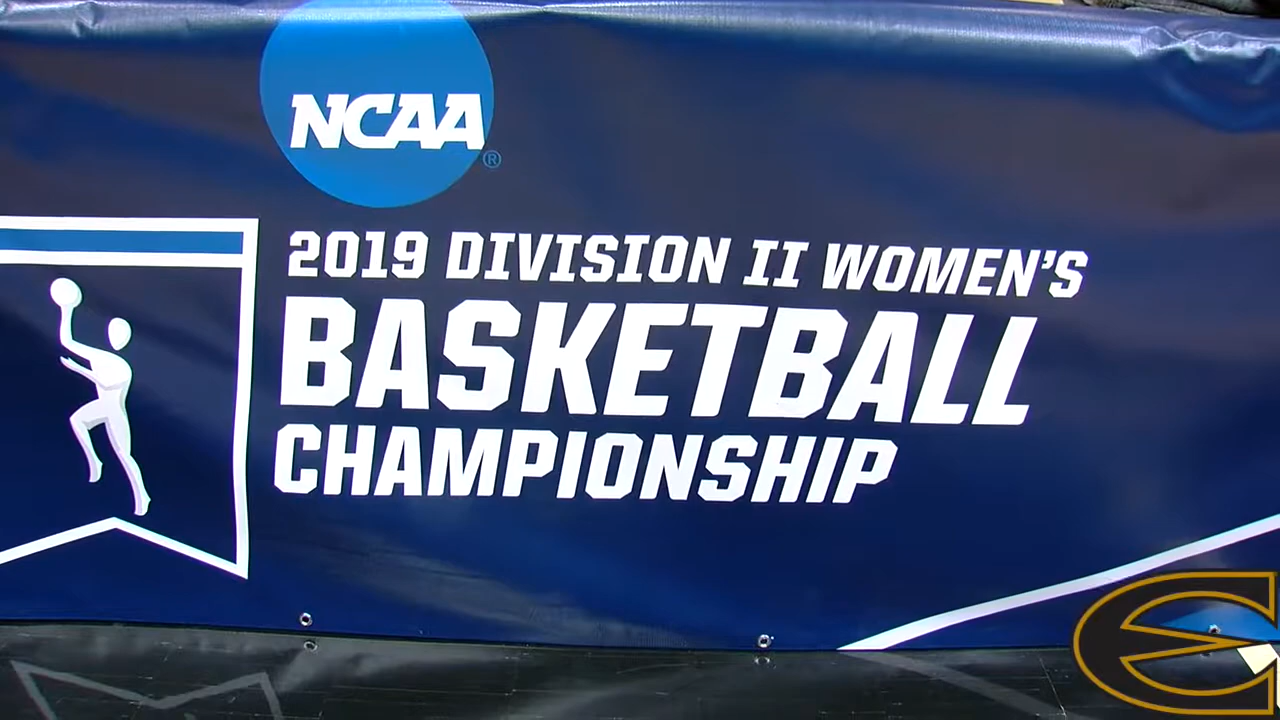 NCAA
®
2019 DIVISION II WOMEN'S
BASKETBALL
CHAMPIONSHIP
E